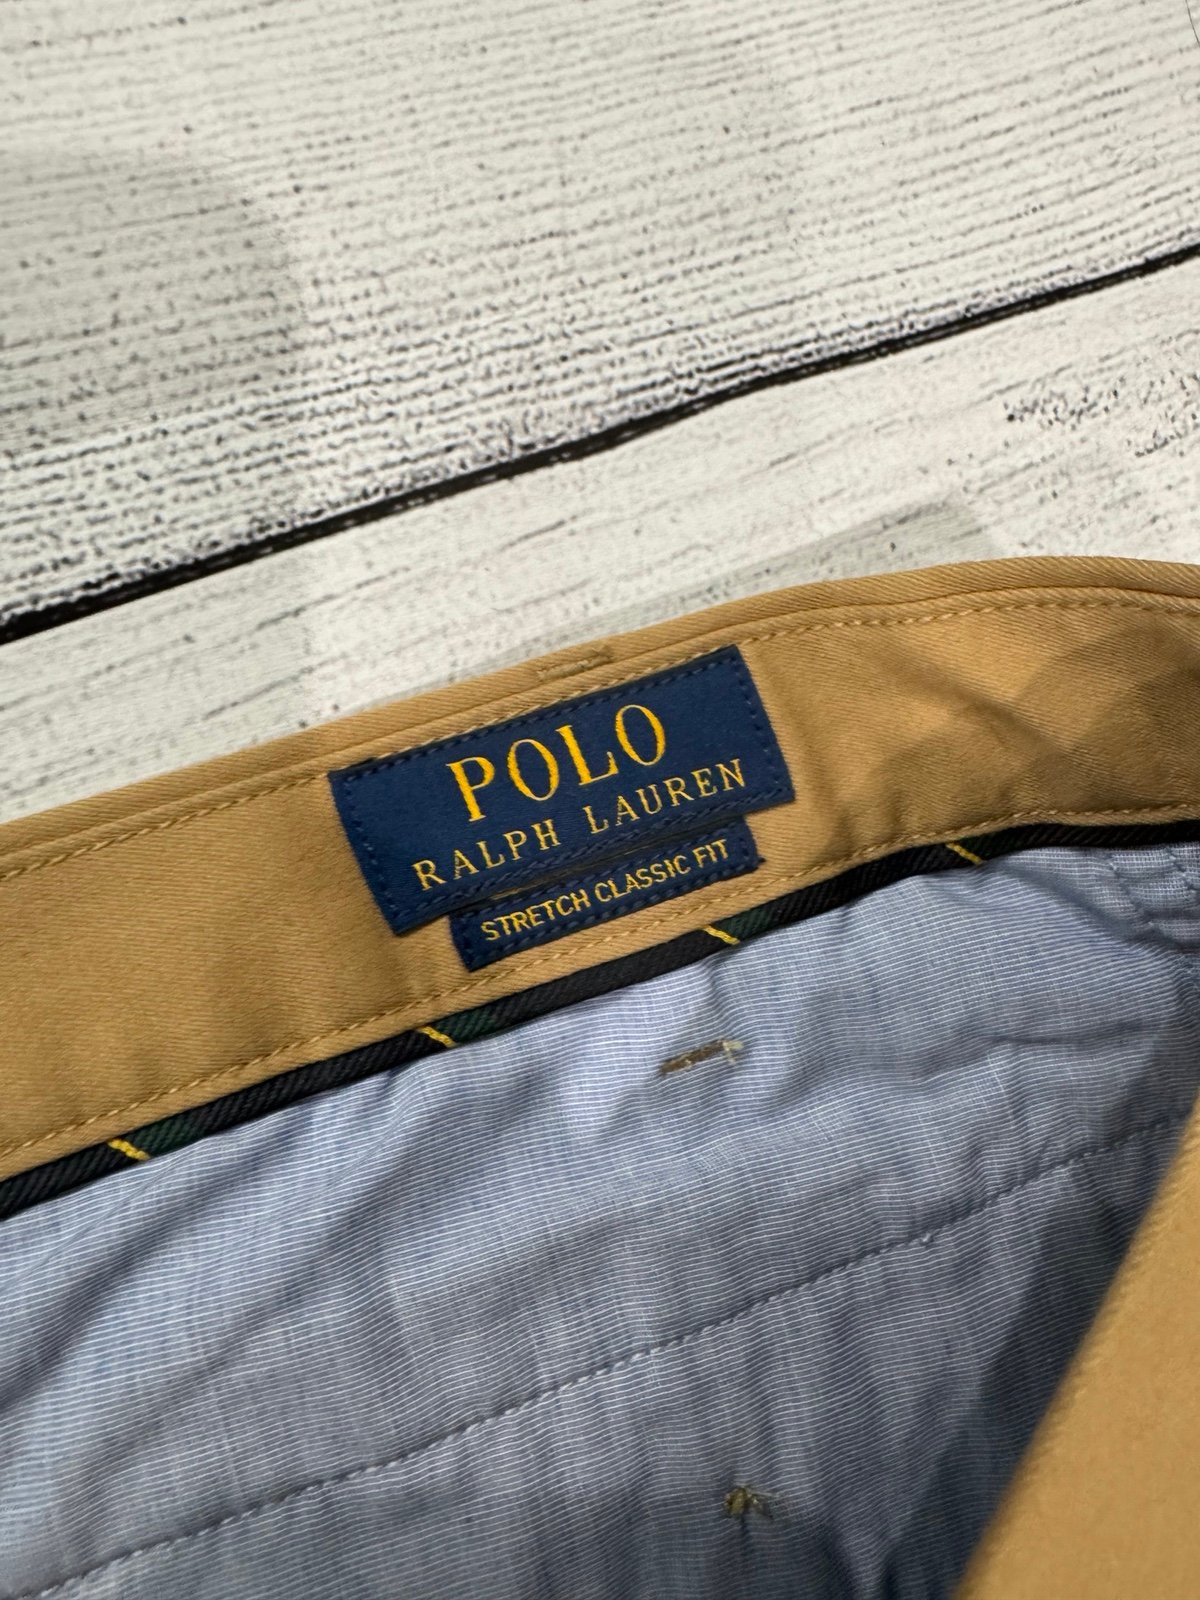 POLO
RALPH LAUREN
STRETCH CLASSIC FIT